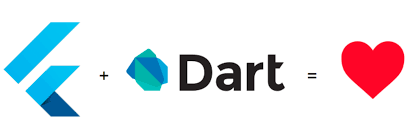 + Dart =